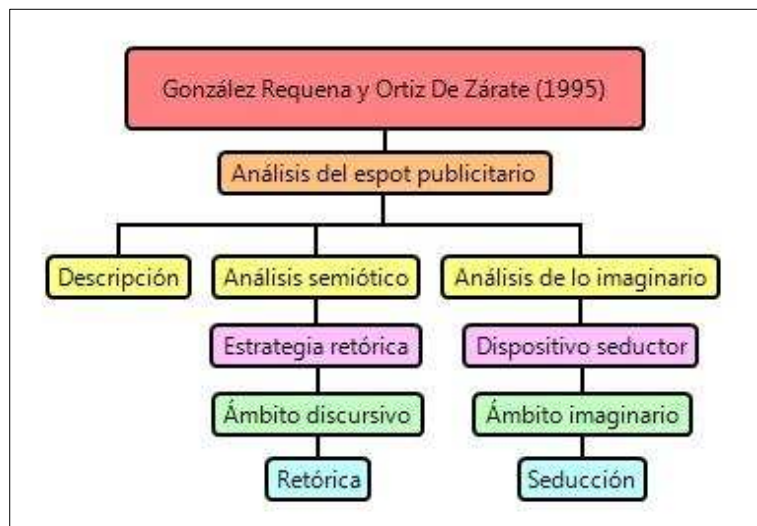 González Requena y Ortiz De Zárate (1995)
Análisis del espot publicitario
Descripción
Análisis semiótico
Análisis de lo imaginario
Estrategia retórica
Dispositivo seductor
Ámbito discursivo
Ámbito imaginario
Retórica
Seducción